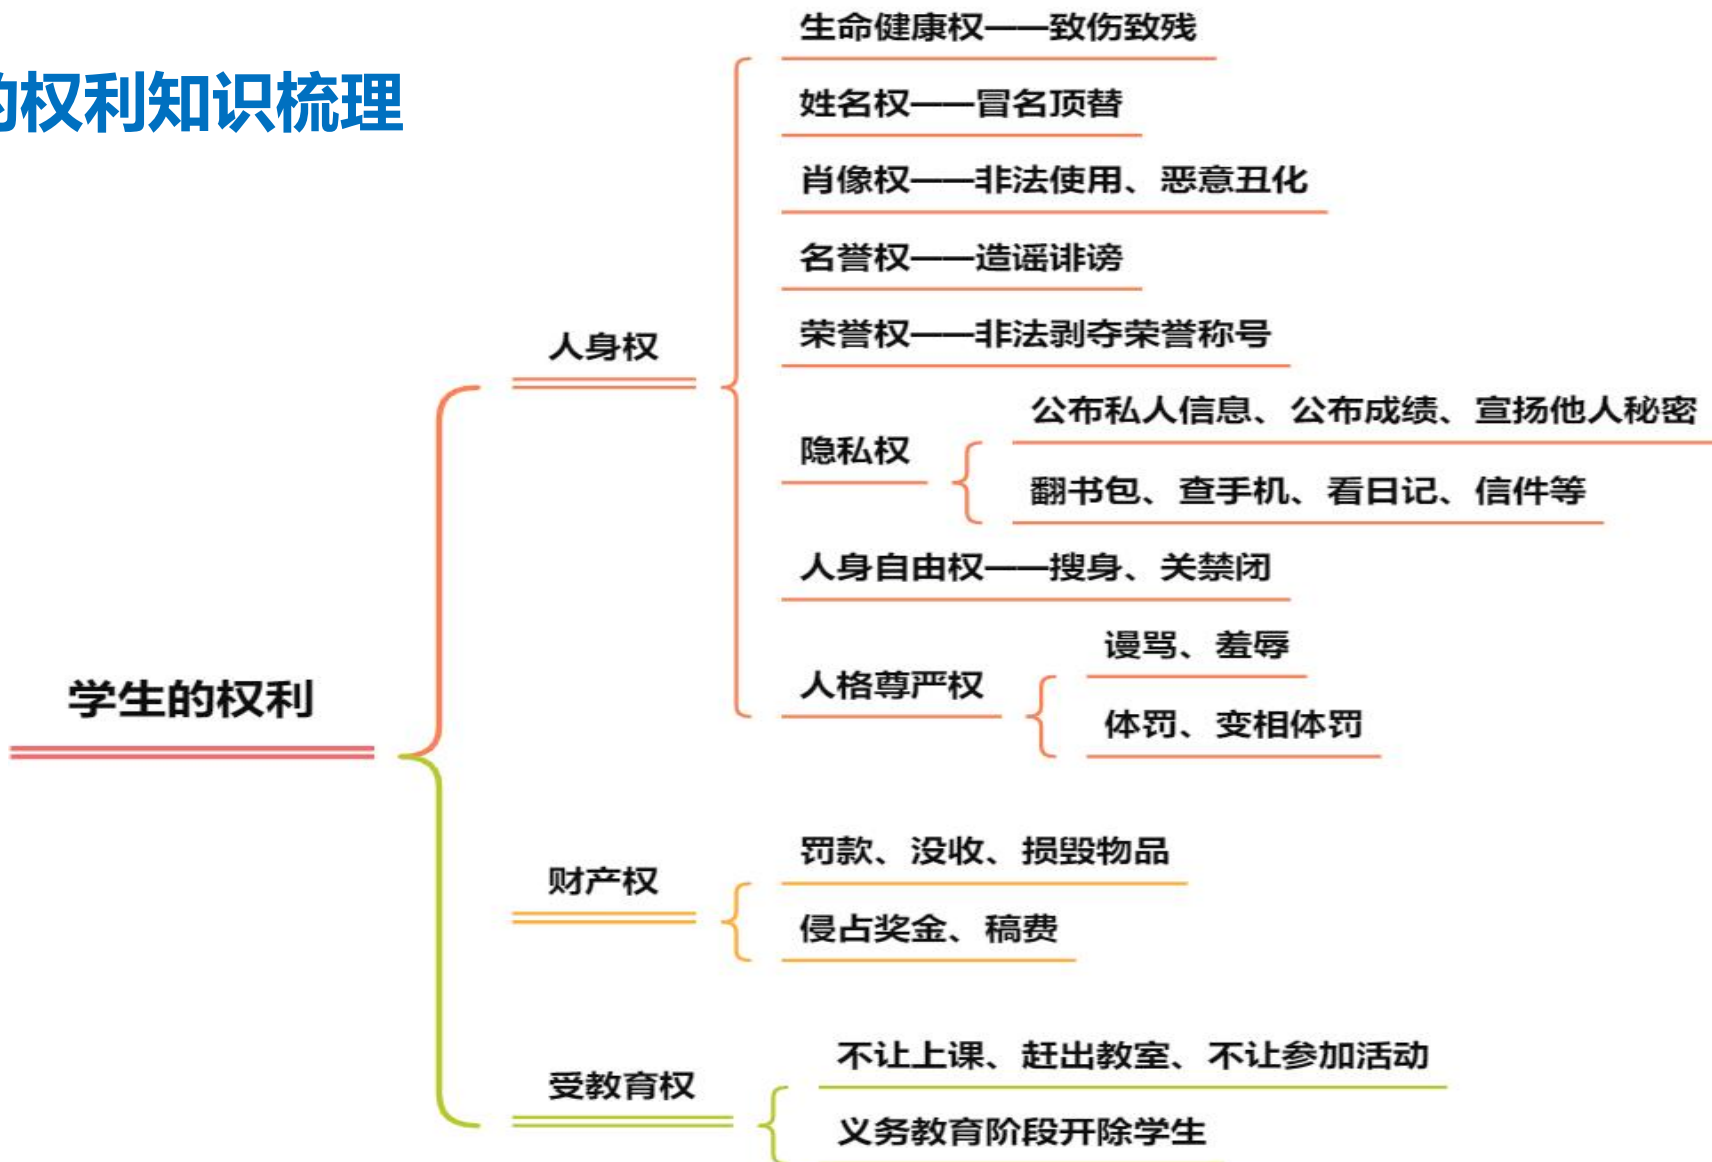 的权利知识梳理
学生的权利
人身权
生命健康权——致伤致残
姓名权——冒名顶替
肖像权——非法使用、恶意丑化
名誉权——造谣诽谤
荣誉权——非法剥夺荣誉称号
隐私权
公布私人信息、公布成绩、宣扬他人秘密
翻书包、查手机、看日记、信件等
人身自由权——搜身、关禁闭
人格尊严权
谩骂、羞辱
体罚、变相体罚
财产权
罚款、没收、损毁物品
侵占奖金、稿费
受教育权
不让上课、赶出教室、不让参加活动
义务教育阶段开除学生